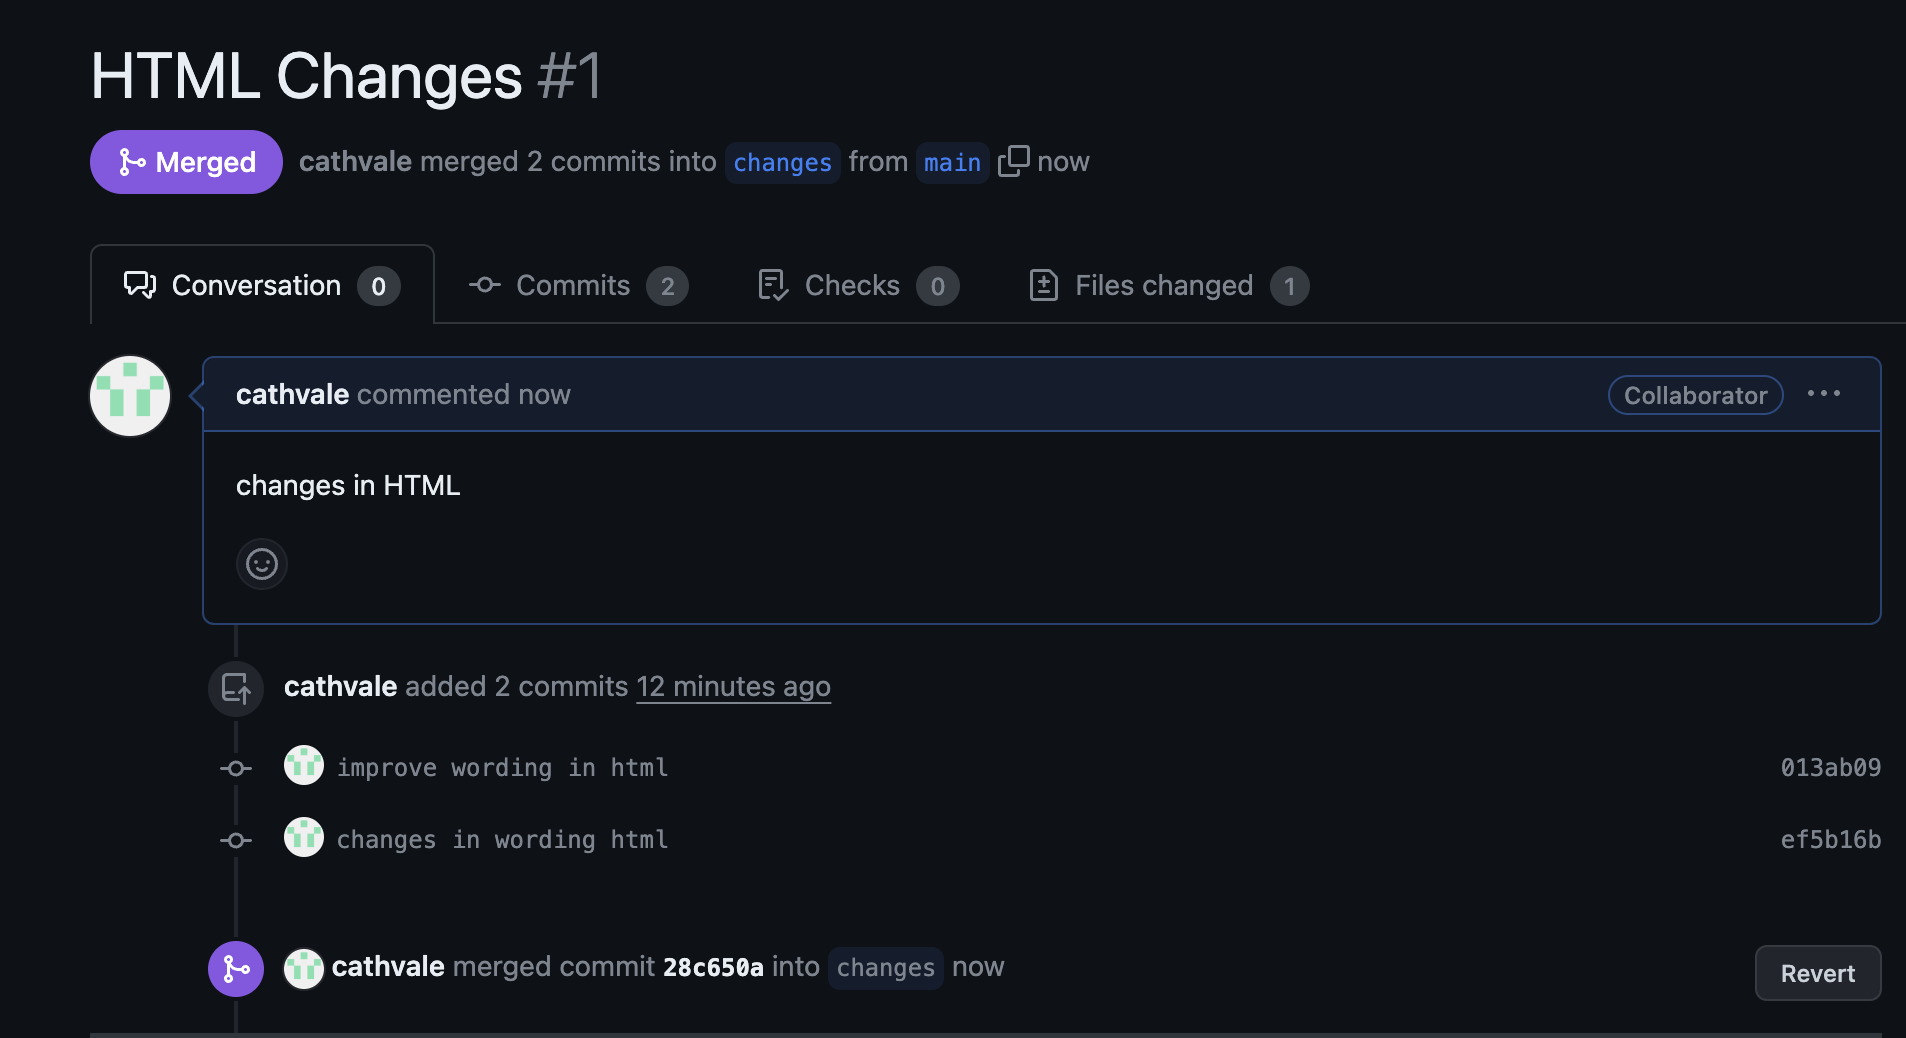 HTML Changes #1
Merged cathvale merged 2 commits into changes from main now
Conversation 0 Commits 2 Checks 0 Files changed 1
cathvale commented now Collaborator ...
changes in HTML
cathvale added 2 commits 12 minutes ago
improve wording in html 013ab09
changes in wording html ef5b16b
cathvale merged commit 28c650a into changes now Revert